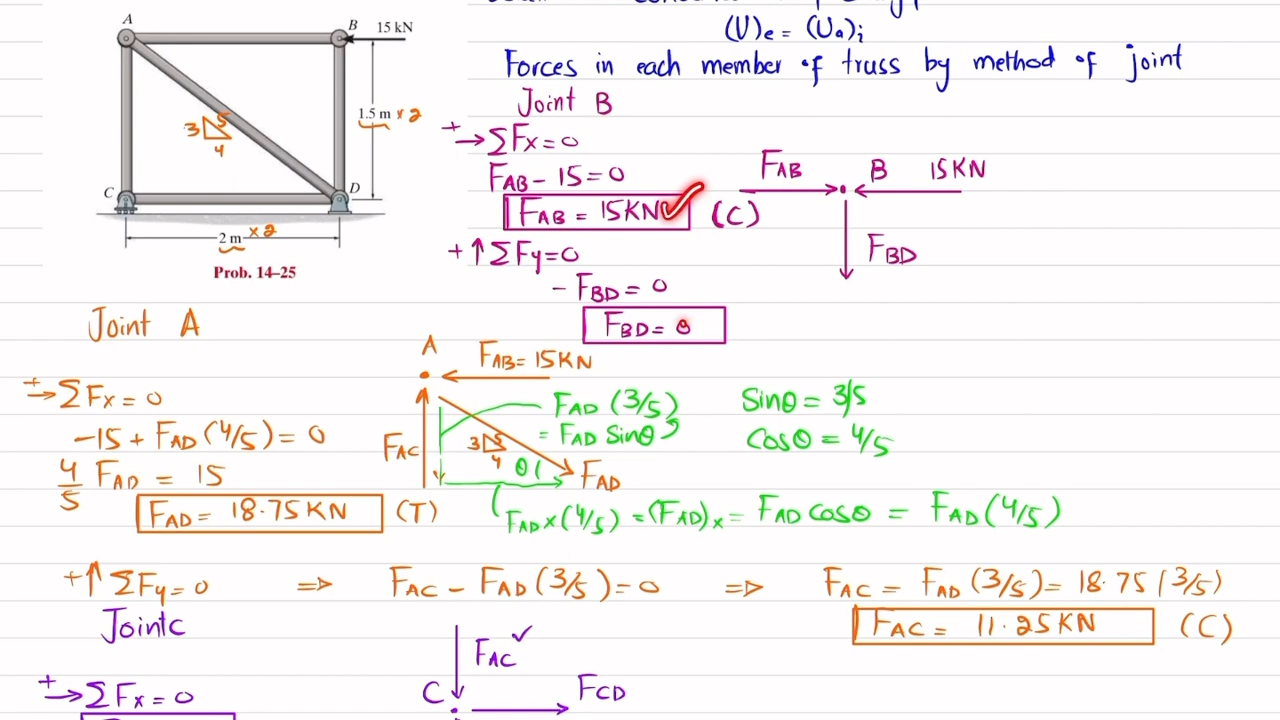 (U)e = (Ua)i
Forces in each member of truss by method of joint
A
B
15 kN
1.5 m × 2
3
5
4
C
D
2 m × 2
Prob. 14–25
Joint B
+→ ΣFx = 0
FAB - 15 = 0
FAB = 15KN (C)
+↑ ΣFy = 0
- FBD = 0
FBD = 0
FAB
B
15KN
FBD
Joint A
+→ ΣFx = 0
-15 + FAD (4/5) = 0
4/5 FAD = 15
FAD = 18.75 KN (T)
A
FAB = 15KN
FAC
3
5
4
θ
FAD
FAD (3/5)
= FAD Sinθ
Sinθ = 3/5
Cosθ = 4/5
FAD × (4/5) = (FAD)x = FAD cosθ = FAD (4/5)
+↑ ΣFy = 0 ⇒ FAC - FAD (3/5) = 0 ⇒ FAC = FAD (3/5) = 18.75 (3/5)
FAC = 11.25 KN (C)
Joint C
+→ ΣFx = 0
FAC ✓
C
FCD